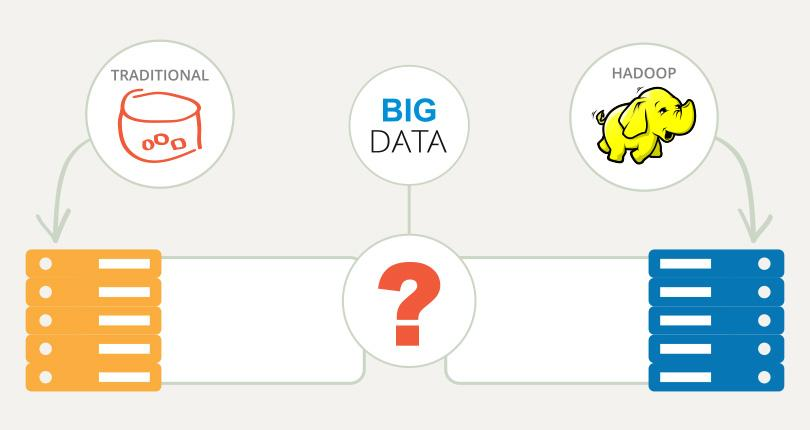 TRADITIONAL
BIG
DATA
HADOOP
?